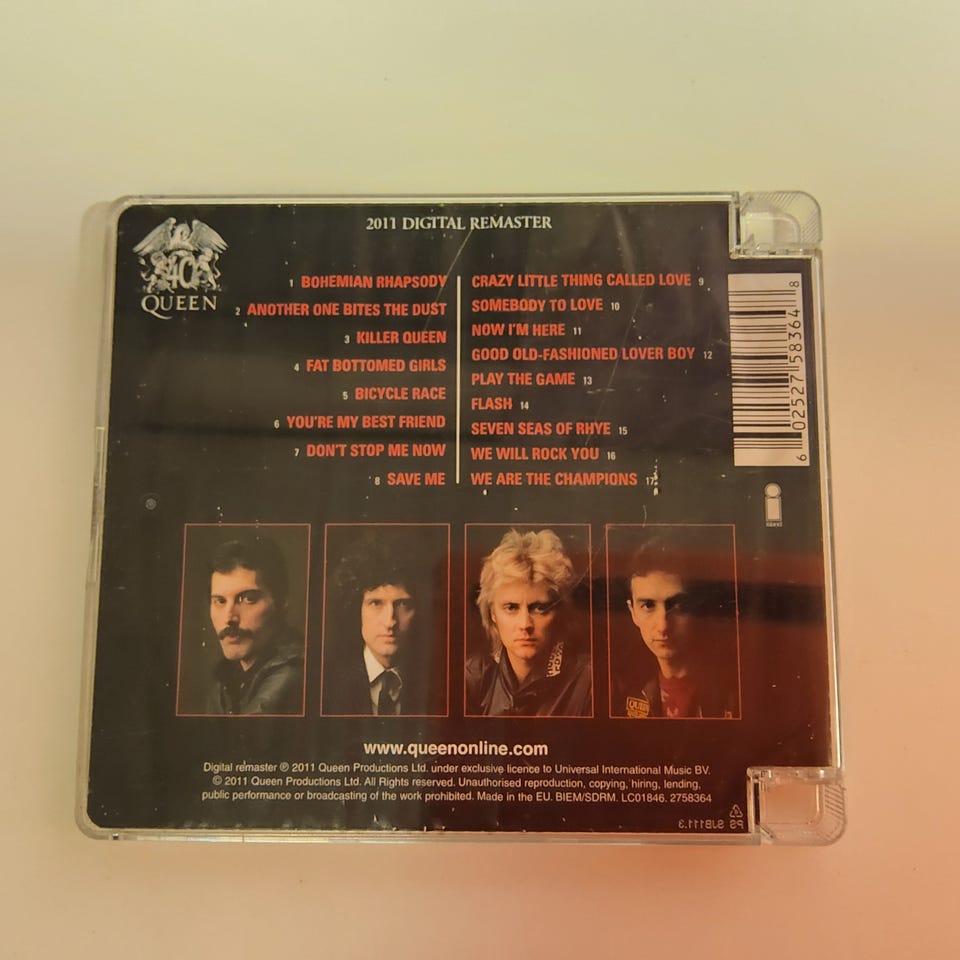 2011 DIGITAL REMASTER
40
QUEEN
1 BOHEMIAN RHAPSODY
2 ANOTHER ONE BITES THE DUST
3 KILLER QUEEN
4 FAT BOTTOMED GIRLS
5 BICYCLE RACE
6 YOU'RE MY BEST FRIEND
7 DON'T STOP ME NOW
8 SAVE ME
CRAZY LITTLE THING CALLED LOVE 9
SOMEBODY TO LOVE 10
NOW I'M HERE 11
GOOD OLD-FASHIONED LOVER BOY 12
PLAY THE GAME 13
FLASH 14
SEVEN SEAS OF RHYE 15
WE WILL ROCK YOU 16
WE ARE THE CHAMPIONS 17
6 02527 58364 8
island
QUEEN
www.queenonline.com
Digital remaster ℗ 2011 Queen Productions Ltd. under exclusive licence to Universal International Music BV.
© 2011 Queen Productions Ltd. All Rights reserved. Unauthorised reproduction, copying, hiring, lending,
public performance or broadcasting of the work prohibited. Made in the EU. BIEM/SDRM. LC01846. 2758364
PS SJB111.3